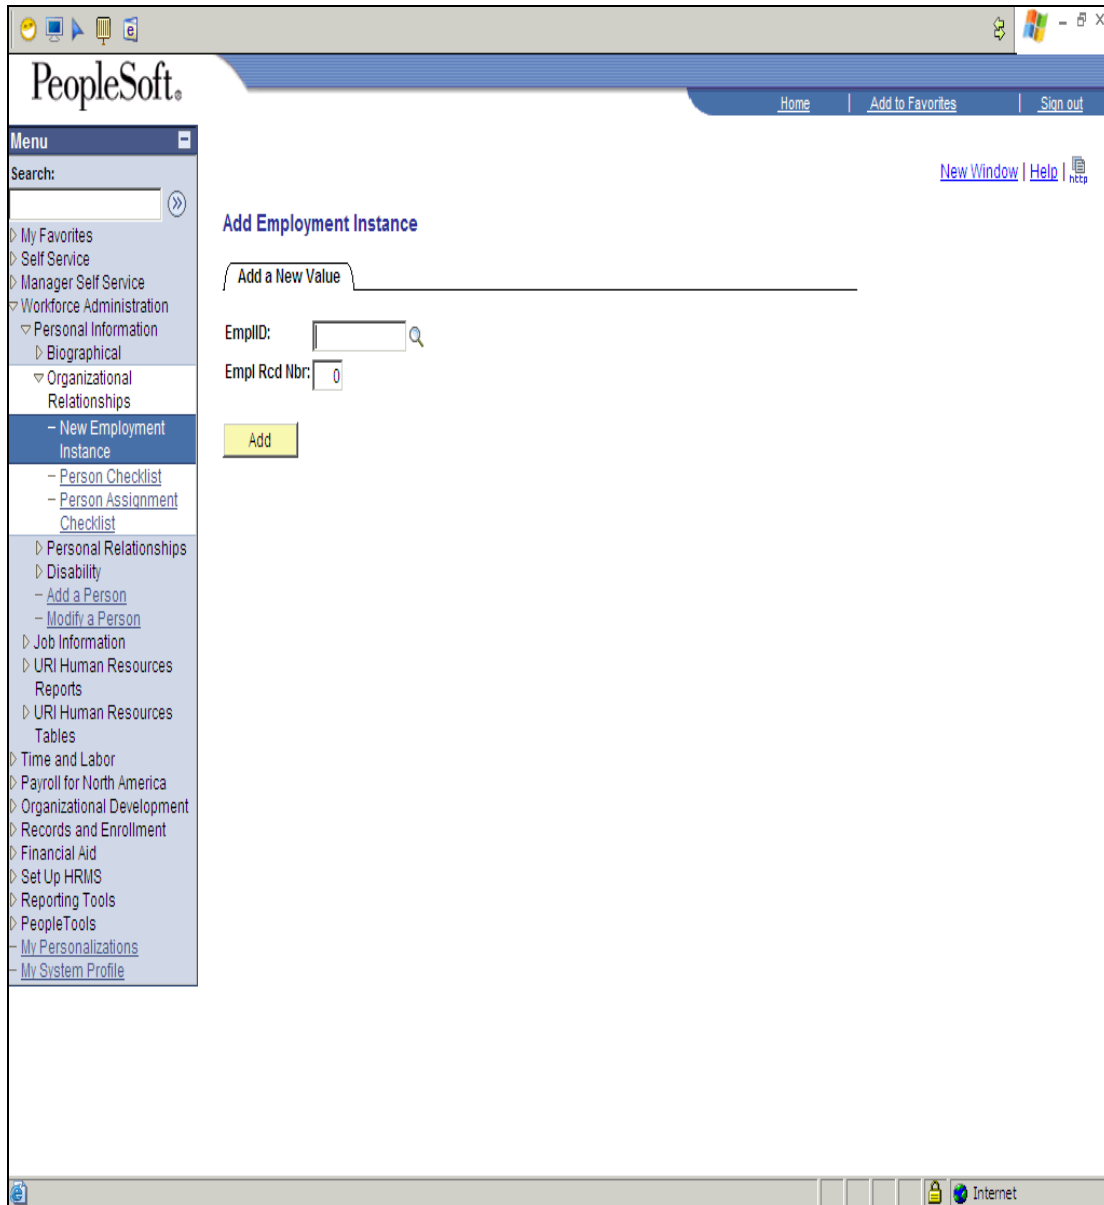 PeopleSoft®
Home | Add to Favorites | Sign out
Menu
Search:
New Window | Help | http
My Favorites
Self Service
Manager Self Service
Workforce Administration
Personal Information
Biographical
Organizational
Relationships
– New Employment
Instance
– Person Checklist
– Person Assignment
Checklist
Personal Relationships
Disability
– Add a Person
– Modify a Person
Job Information
URI Human Resources
Reports
URI Human Resources
Tables
Time and Labor
Payroll for North America
Organizational Development
Records and Enrollment
Financial Aid
Set Up HRMS
Reporting Tools
PeopleTools
– My Personalizations
– My System Profile
Add Employment Instance
Add a New Value
EmplID:
Empl Rcd Nbr: 0
Add
Internet